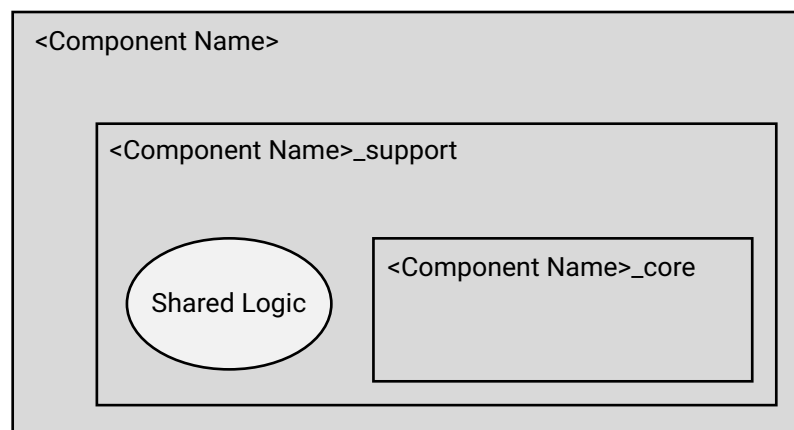 <Component Name>
<Component Name>_support
<Component Name>_core
Shared Logic